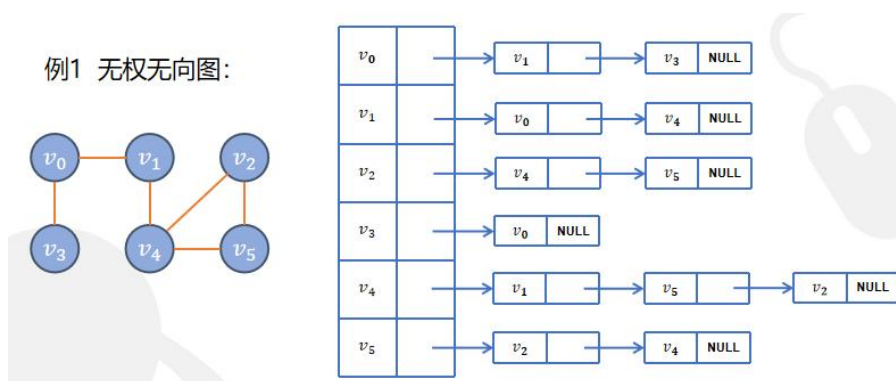 例1 无权无向图：
v₀ v₁ v₂
v₃ v₄ v₅
v₀ v₁ v₃ NULL
v₁ v₀ v₄ NULL
v₂ v₄ v₅ NULL
v₃ v₀ NULL
v₄ v₁ v₅ v₂ NULL
v₅ v₂ v₄ NULL